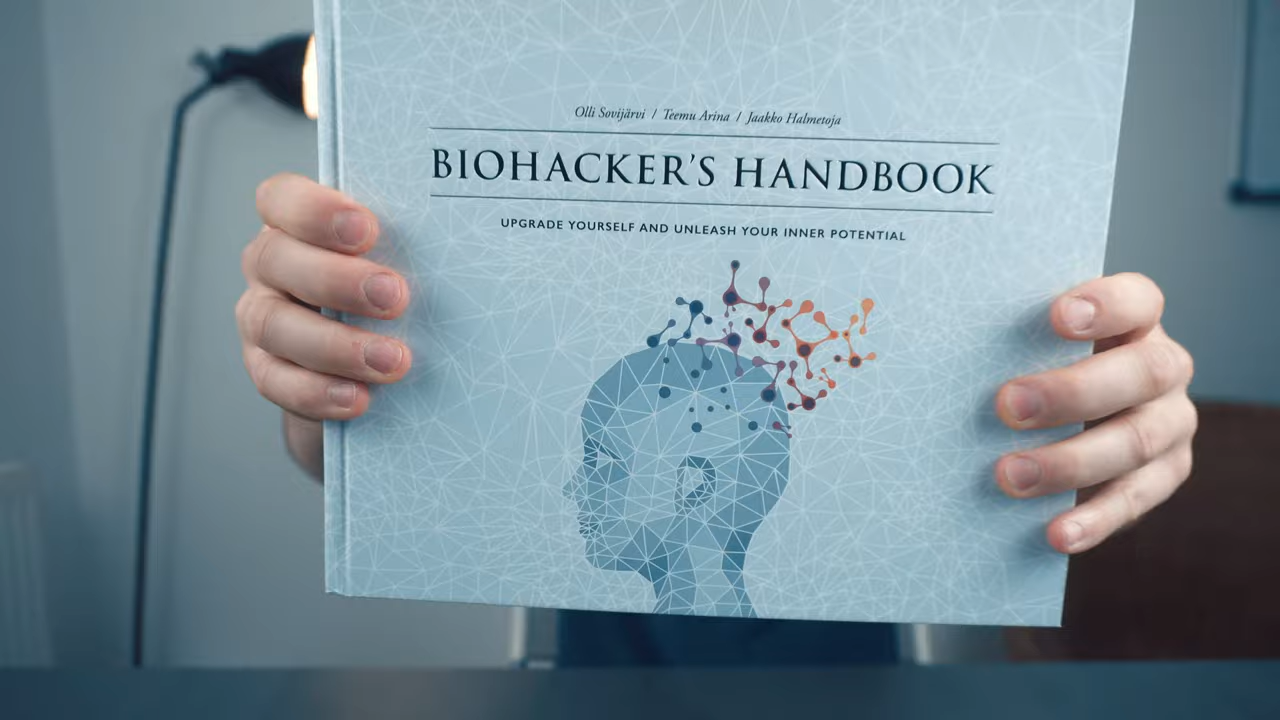 Olli Sovijärvi / Teemu Arina / Jaakko Halmetoja
BIOHACKER'S HANDBOOK
UPGRADE YOURSELF AND UNLEASH YOUR INNER POTENTIAL